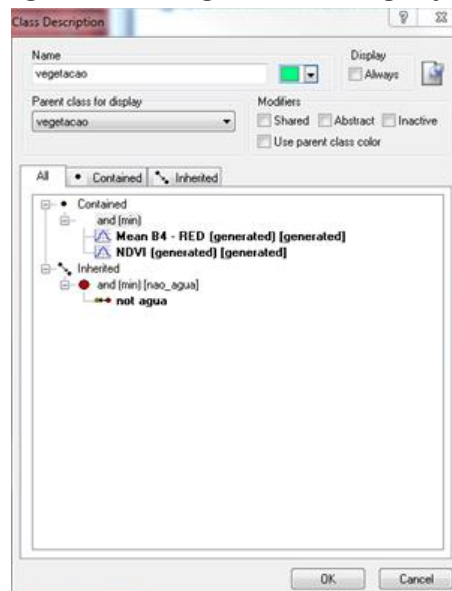 Class Description
Name
vegetacao
Display
Always
Parent class for display
vegetacao
Modifiers
Shared Abstract Inactive
Use parent class color
All Contained Inherited
Contained
and (min)
Mean B4 - RED (generated) [generated]
NDVI (generated) [generated]
Inherited
and (min) [nao_agua]
not agua
OK Cancel